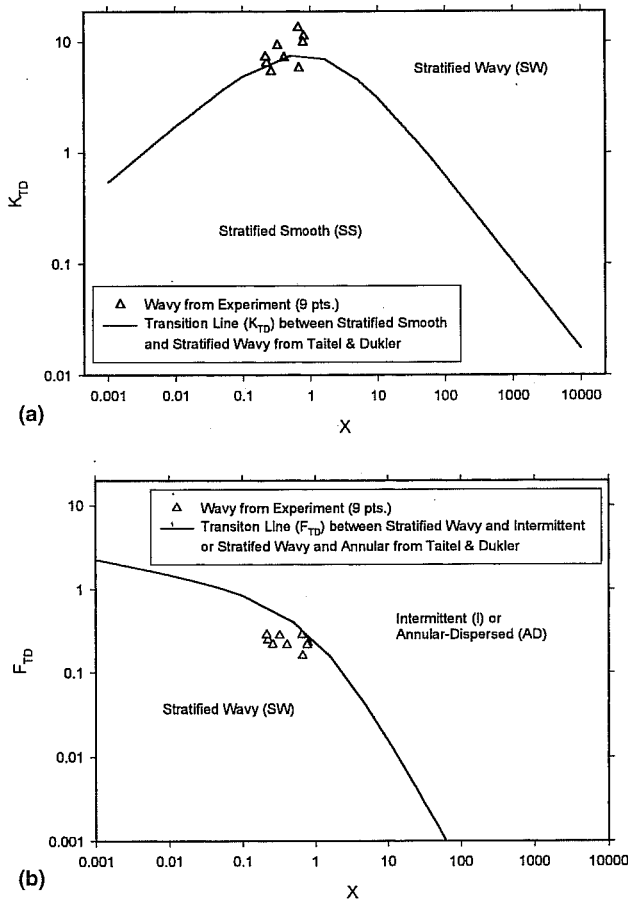 10
1
0.1
0.01
K_TD
Stratified Wavy (SW)
Stratified Smooth (SS)
Wavy from Experiment (9 pts.)
Transition Line (K_TD) between Stratified Smooth
and Stratified Wavy from Taitel & Dukler
0.001 0.01 0.1 1 10 100 1000 10000
X
(a)
10
1
0.1
0.01
0.001
F_TD
Wavy from Experiment (9 pts.)
Transiton Line (F_TD) between Stratified Wavy and Intermittent
or Stratifed Wavy and Annular from Taitel & Dukler
Intermittent (I) or
Annular-Dispersed (AD)
Stratified Wavy (SW)
0.001 0.01 0.1 1 10 100 1000 10000
X
(b)